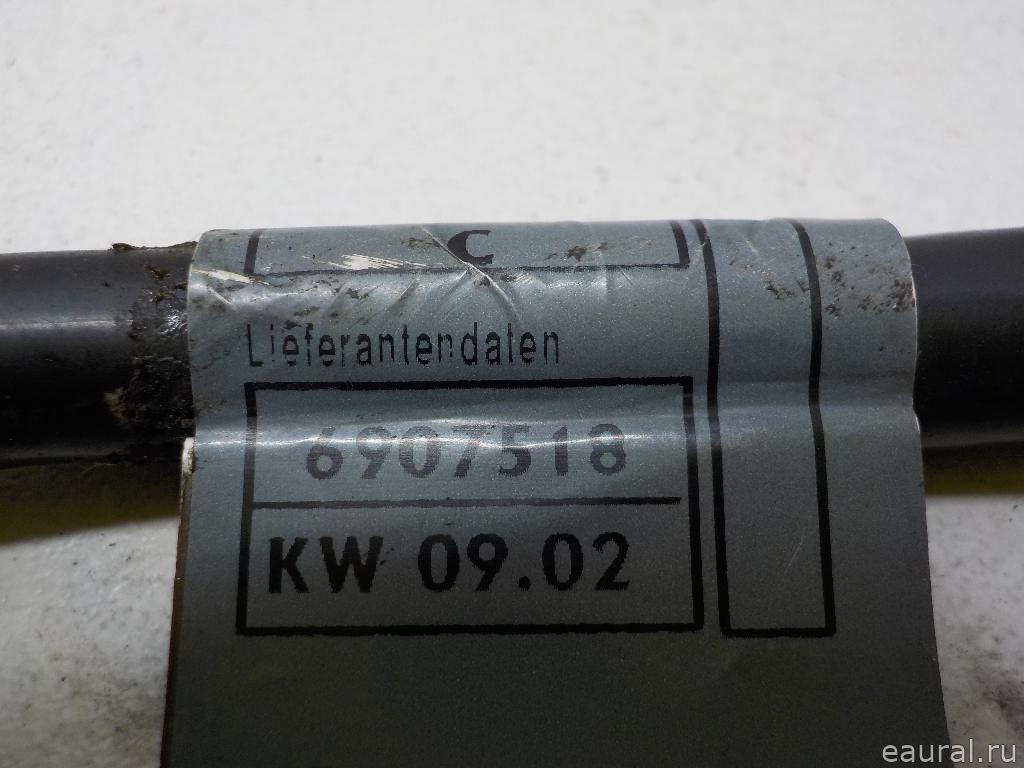 C
Lieferantendaten
6907518
KW 09.02
eaural.ru